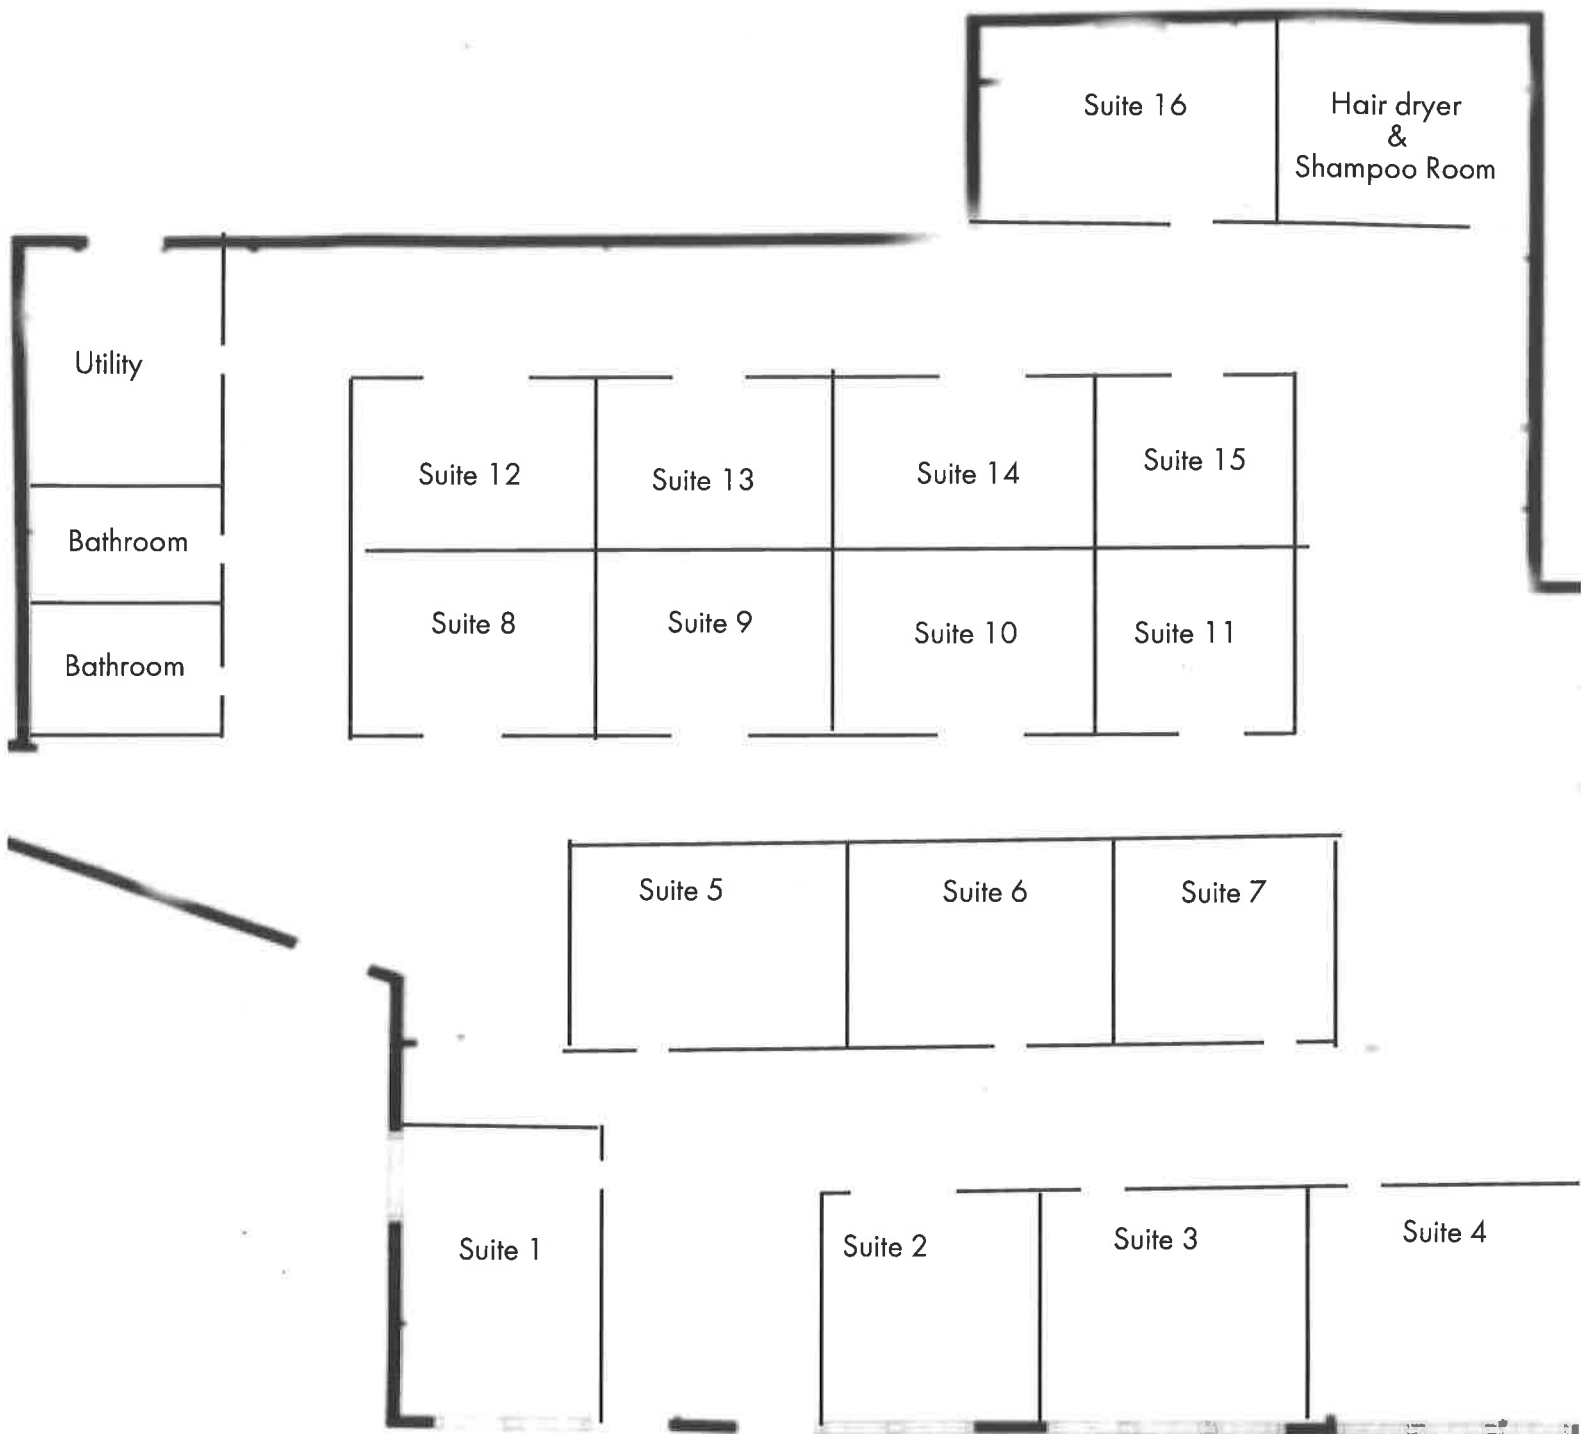 Suite 16
Hair dryer
&
Shampoo Room
Utility
Suite 12
Suite 13
Suite 14
Suite 15
Bathroom
Suite 8
Suite 9
Suite 10
Suite 11
Bathroom
Suite 5
Suite 6
Suite 7
Suite 1
Suite 2
Suite 3
Suite 4